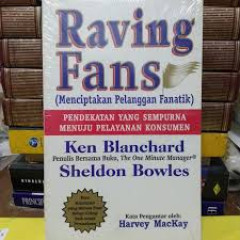 Raving
Fans
(Menciptakan Pelanggan Fanatik)
PENDEKATAN YANG SEMPURNA
MENUJU PELAYANAN KONSUMEN
Ken Blanchard
Penulis Bersama Buku, The One Minute Manager®
Sheldon Bowles
Kata Pengantar oleh:
Harvey MacKay